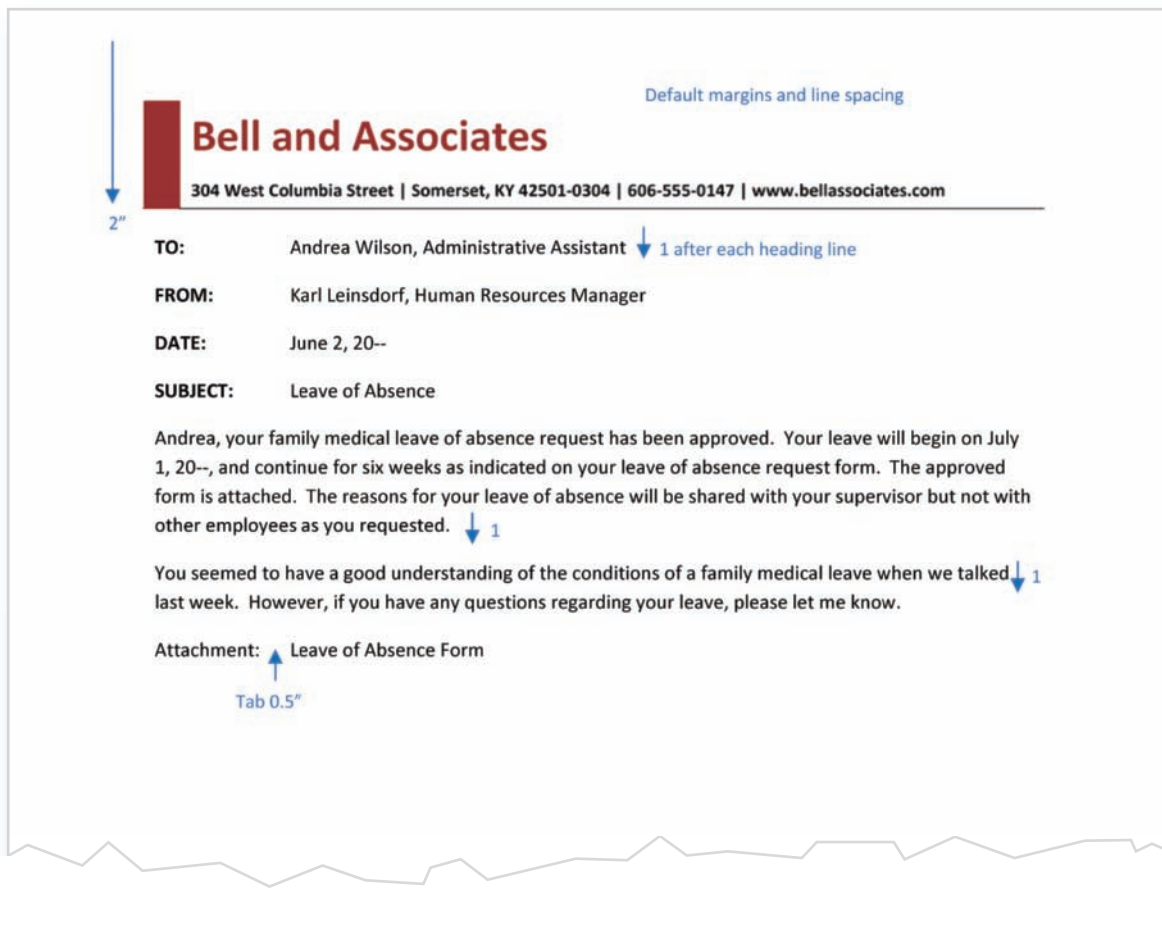 Default margins and line spacing
Bell and Associates
304 West Columbia Street | Somerset, KY 42501-0304 | 606-555-0147 | www.bellassociates.com
2″
TO: Andrea Wilson, Administrative Assistant 1 after each heading line
FROM: Karl Leinsdorf, Human Resources Manager
DATE: June 2, 20--
SUBJECT: Leave of Absence
Andrea, your family medical leave of absence request has been approved.  Your leave will begin on July
1, 20--, and continue for six weeks as indicated on your leave of absence request form.  The approved
form is attached.  The reasons for your leave of absence will be shared with your supervisor but not with
other employees as you requested. 1
You seemed to have a good understanding of the conditions of a family medical leave when we talked 1
last week.  However, if you have any questions regarding your leave, please let me know.
Attachment: Leave of Absence Form
Tab 0.5″